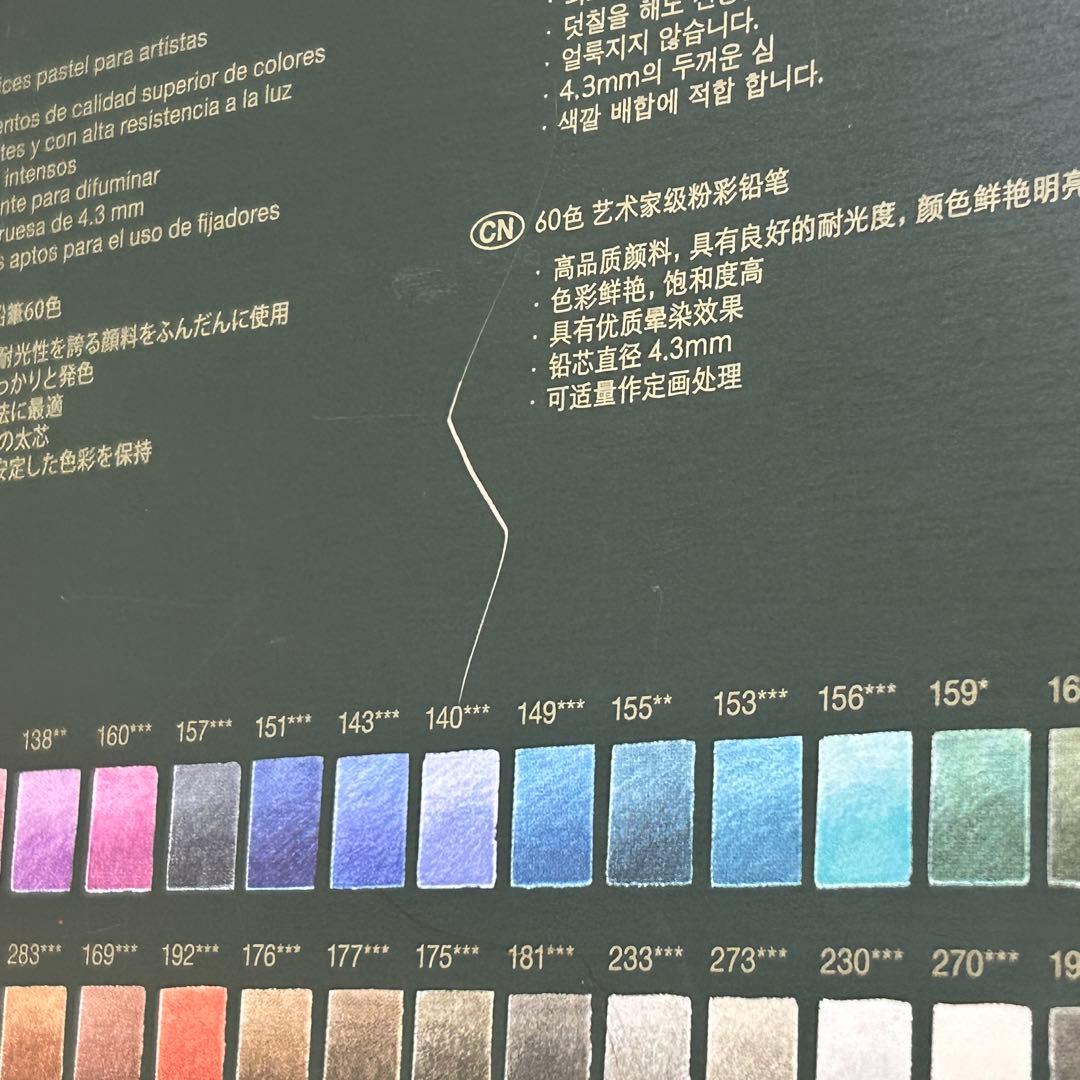 pastel para artistas
de calidad superior de colores
y con alta resistencia a la luz
intensos
para difuminar
de 4.3 mm
aptos para el uso de fijadores
鉛筆60色
耐光性を誇る顔料をふんだんに使用
っかりと発色
法に最適
の太芯
安定した色彩を保持
· 덧칠을 해도
얼룩지지 않습니다.
· 4.3mm의 두꺼운 심
· 색깔 배합에 적합 합니다.
CN 60色 艺术家级粉彩铅笔
· 高品质颜料, 具有良好的耐光度, 颜色鲜艳明亮
· 色彩鲜艳, 饱和度高
· 具有优质晕染效果
· 铅芯直径 4.3mm
· 可适量作定画处理
138** 160*** 157*** 151*** 143*** 140*** 149*** 155** 153*** 156*** 159*
283*** 169*** 192*** 176*** 177*** 175*** 181*** 233*** 273*** 230*** 270***